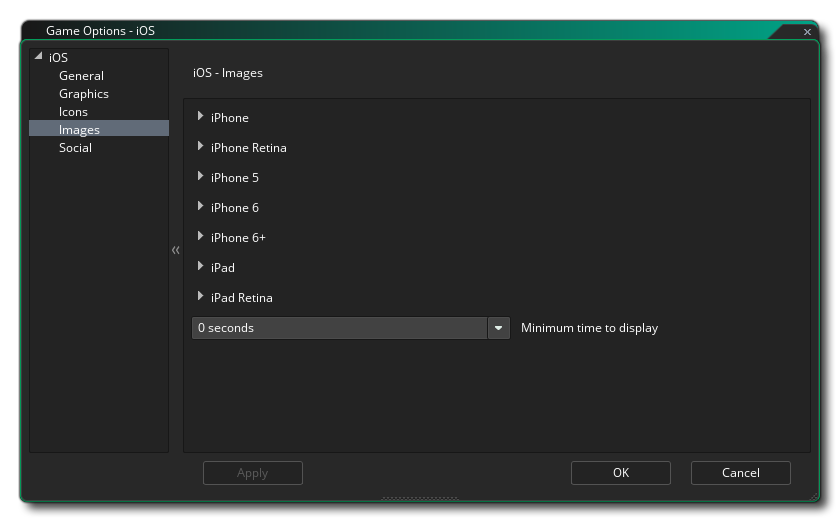 Game Options - iOS
iOS
General
Graphics
Icons
Images
Social
iOS - Images
iPhone
iPhone Retina
iPhone 5
iPhone 6
iPhone 6+
iPad
iPad Retina
0 seconds Minimum time to display
Apply OK Cancel